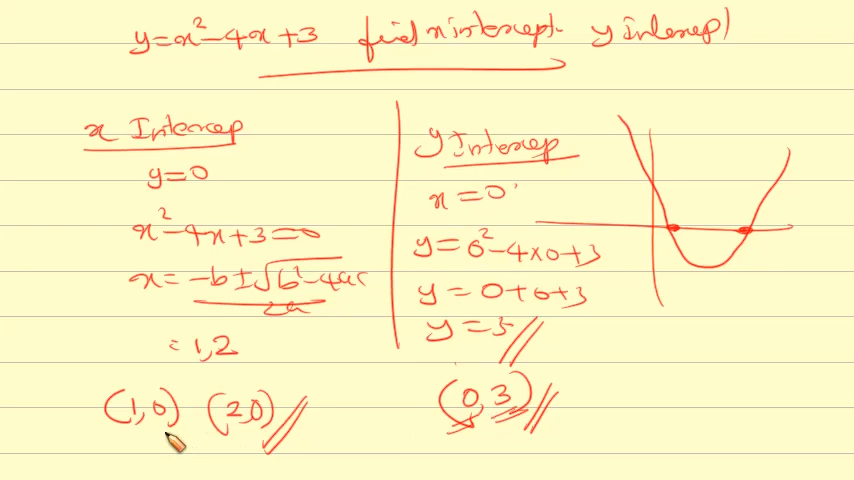 y=x²-4x+3 find x intercept y intercept
x Intercep
y=0
x²-4x+3=0
x= -b±√b²-4ac
2a
=1,2
(1,0) (2,0)
y Intercep
x=0
y=0²-4×0+3
y=0+0+3
y=3
(0,3)